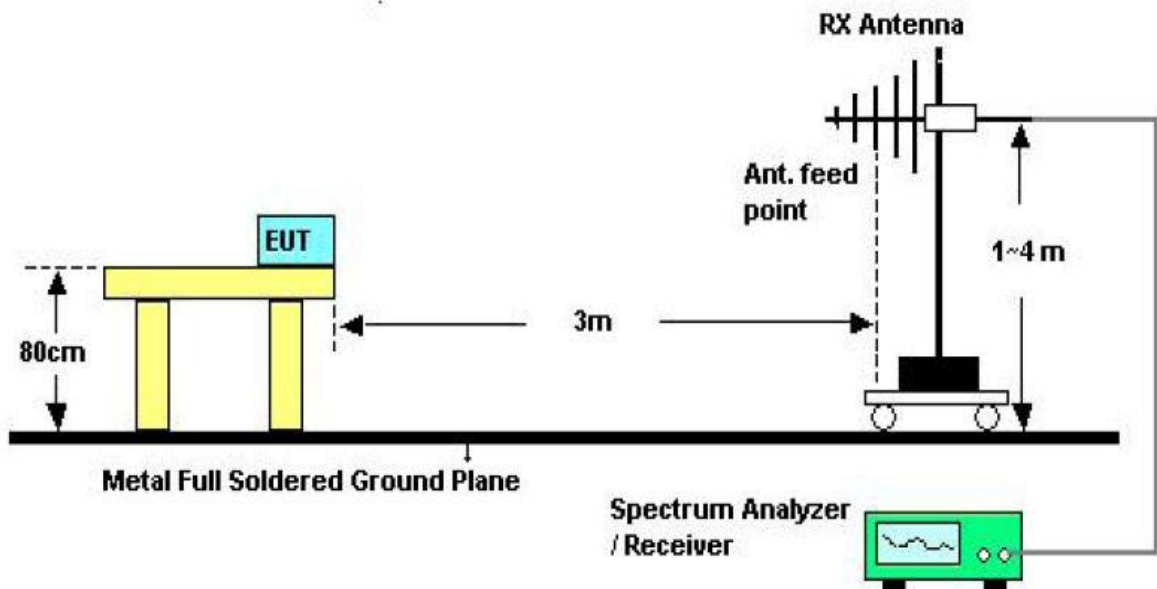 RX Antenna
Ant. feed
point
EUT
1~4 m
3m
80cm
Metal Full Soldered Ground Plane
Spectrum Analyzer
/ Receiver